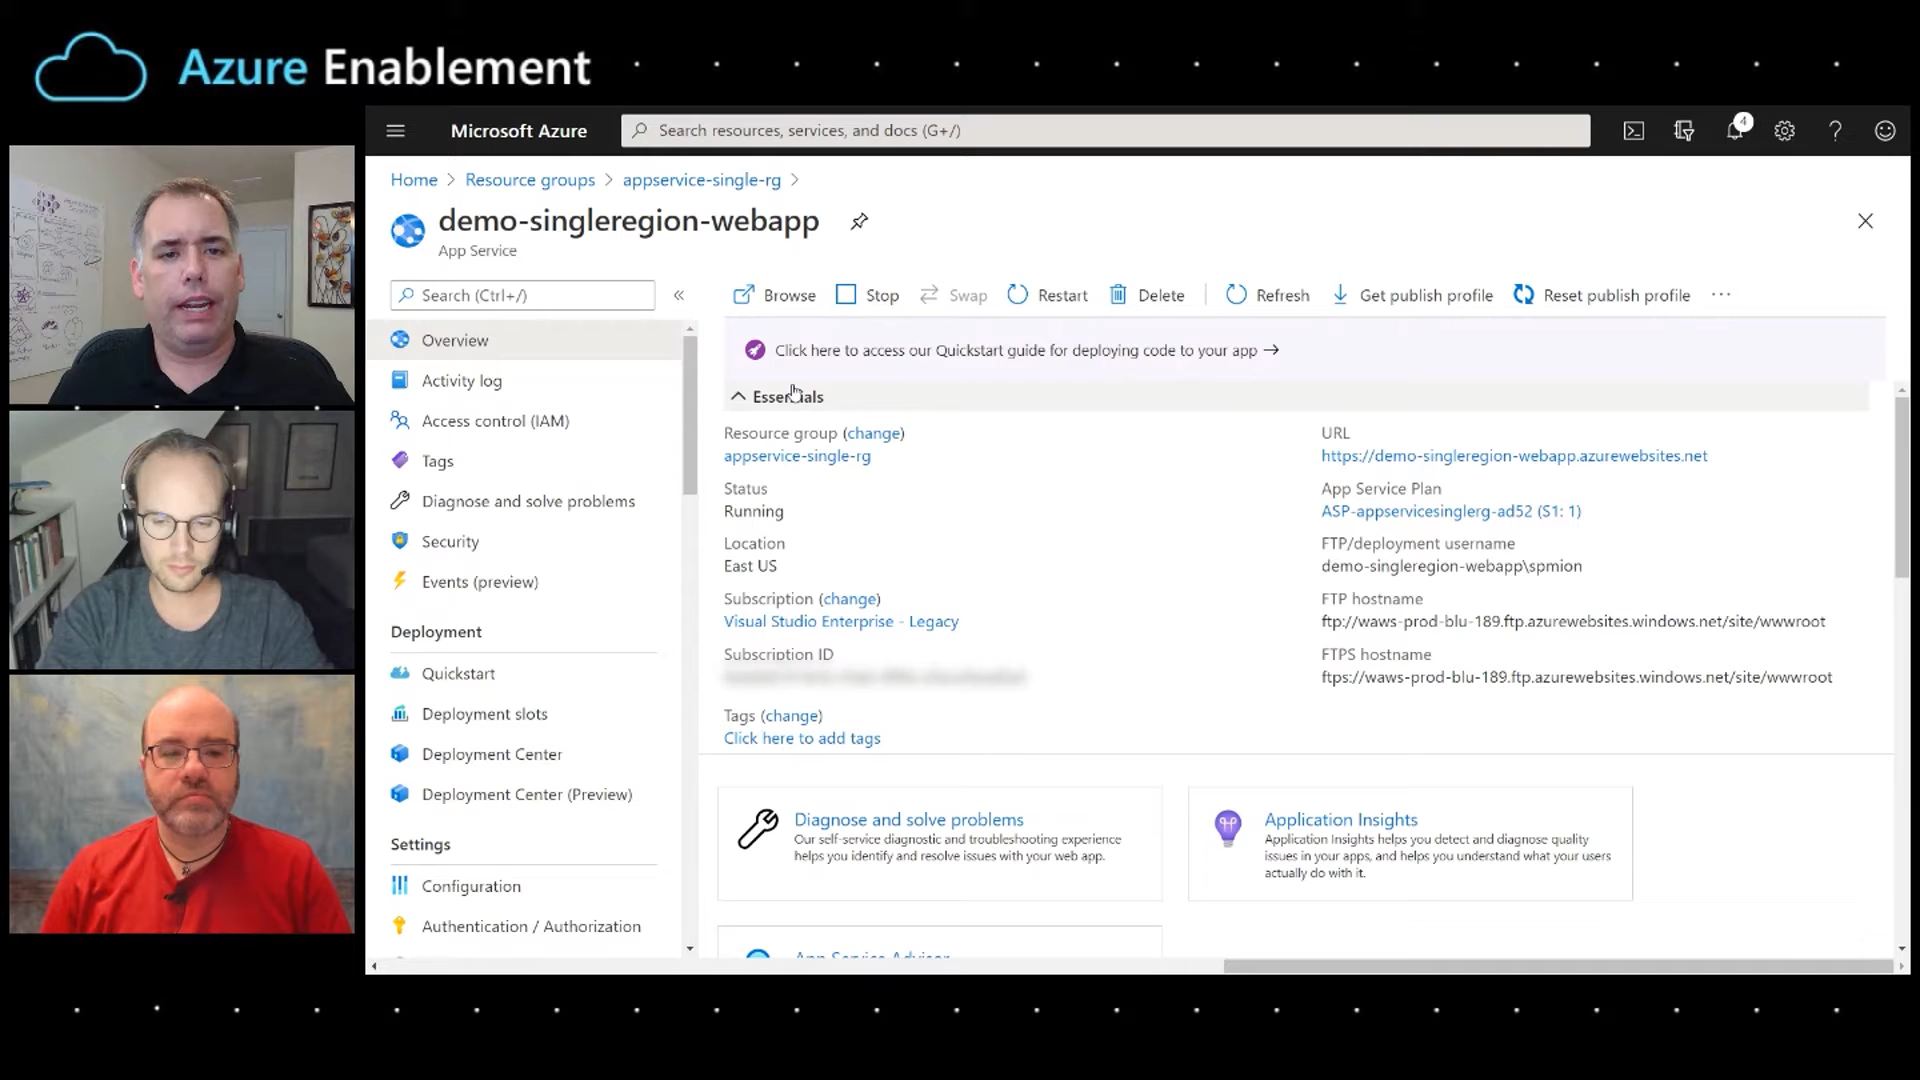 Azure Enablement
Microsoft Azure
Search resources, services, and docs (G+/)
4
Home > Resource groups > appservice-single-rg >
demo-singleregion-webapp
App Service
Search (Ctrl+/)
Browse Stop Swap Restart Delete Refresh Get publish profile Reset publish profile ...
Overview
Activity log
Access control (IAM)
Tags
Diagnose and solve problems
Security
Events (preview)
Deployment
Quickstart
Deployment slots
Deployment Center
Deployment Center (Preview)
Settings
Configuration
Authentication / Authorization
Click here to access our Quickstart guide for deploying code to your app →
Essentials
Resource group (change)
appservice-single-rg
Status
Running
Location
East US
Subscription (change)
Visual Studio Enterprise - Legacy
Subscription ID
Tags (change)
Click here to add tags
URL
https://demo-singleregion-webapp.azurewebsites.net
App Service Plan
ASP-appservicesinglerg-ad52 (S1: 1)
FTP/deployment username
demo-singleregion-webapp\spmion
FTP hostname
ftp://waws-prod-blu-189.ftp.azurewebsites.windows.net/site/wwwroot
FTPS hostname
ftps://waws-prod-blu-189.ftp.azurewebsites.windows.net/site/wwwroot
Diagnose and solve problems
Our self-service diagnostic and troubleshooting experience
helps you identify and resolve issues with your web app.
Application Insights
Application Insights helps you detect and diagnose quality
issues in your apps, and helps you understand what your users
actually do with it.
App Service Advisor